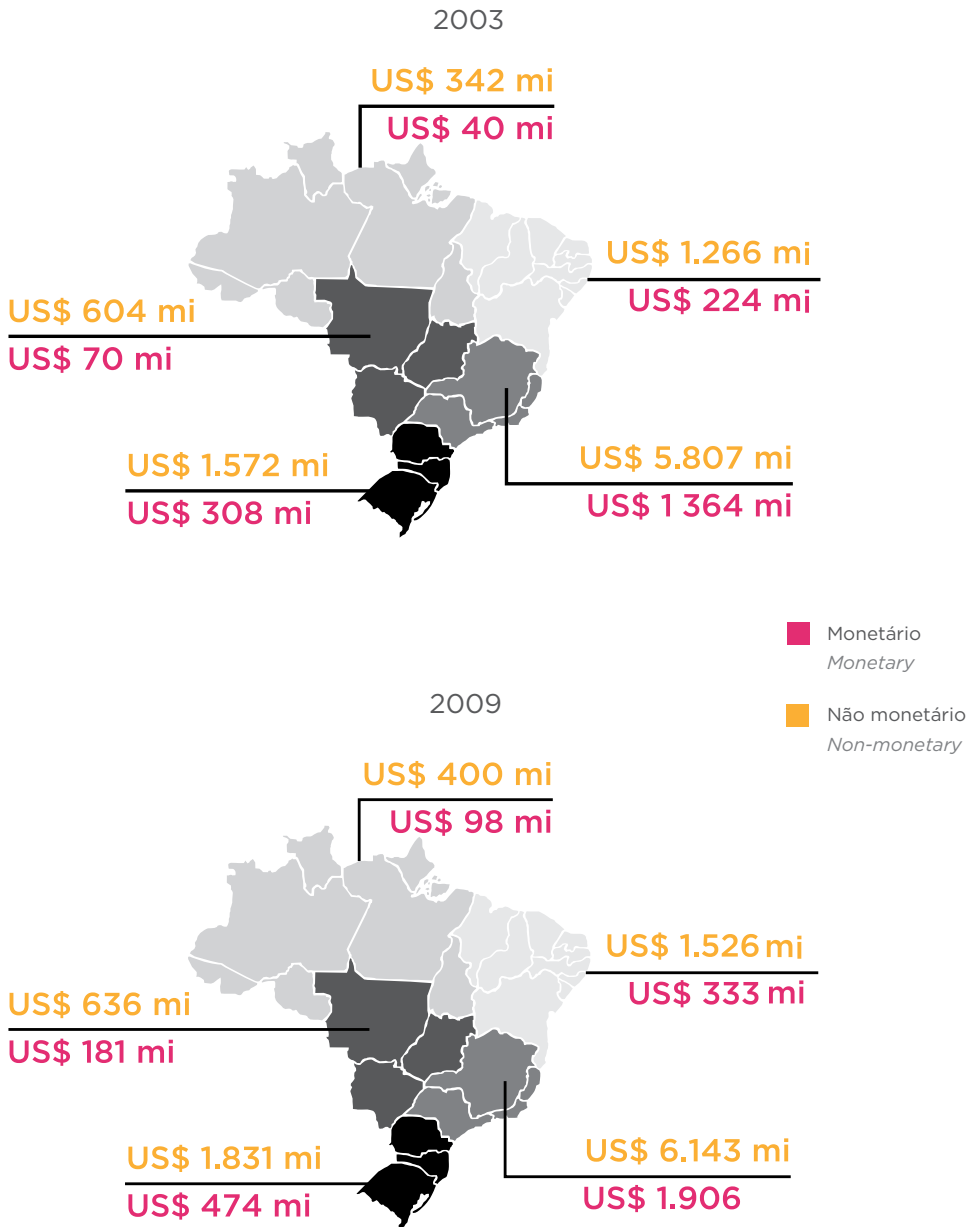 2003
US$ 342 mi
US$ 40 mi
US$ 1.266 mi
US$ 224 mi
US$ 604 mi
US$ 70 mi
US$ 1.572 mi
US$ 308 mi
US$ 5.807 mi
US$ 1 364 mi
Monetário
Monetary
Não monetário
Non-monetary
2009
US$ 400 mi
US$ 98 mi
US$ 1.526 mi
US$ 333 mi
US$ 636 mi
US$ 181 mi
US$ 1.831 mi
US$ 474 mi
US$ 6.143 mi
US$ 1.906